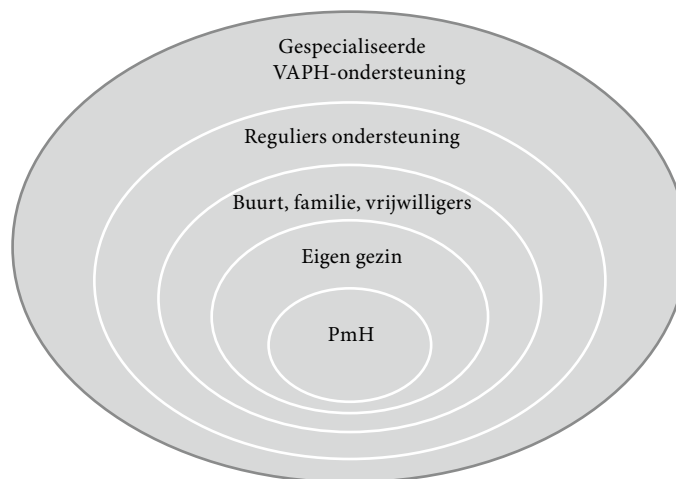 Gespecialiseerde
VAPH-ondersteuning
Reguliers ondersteuning
Buurt, familie, vrijwilligers
Eigen gezin
PmH